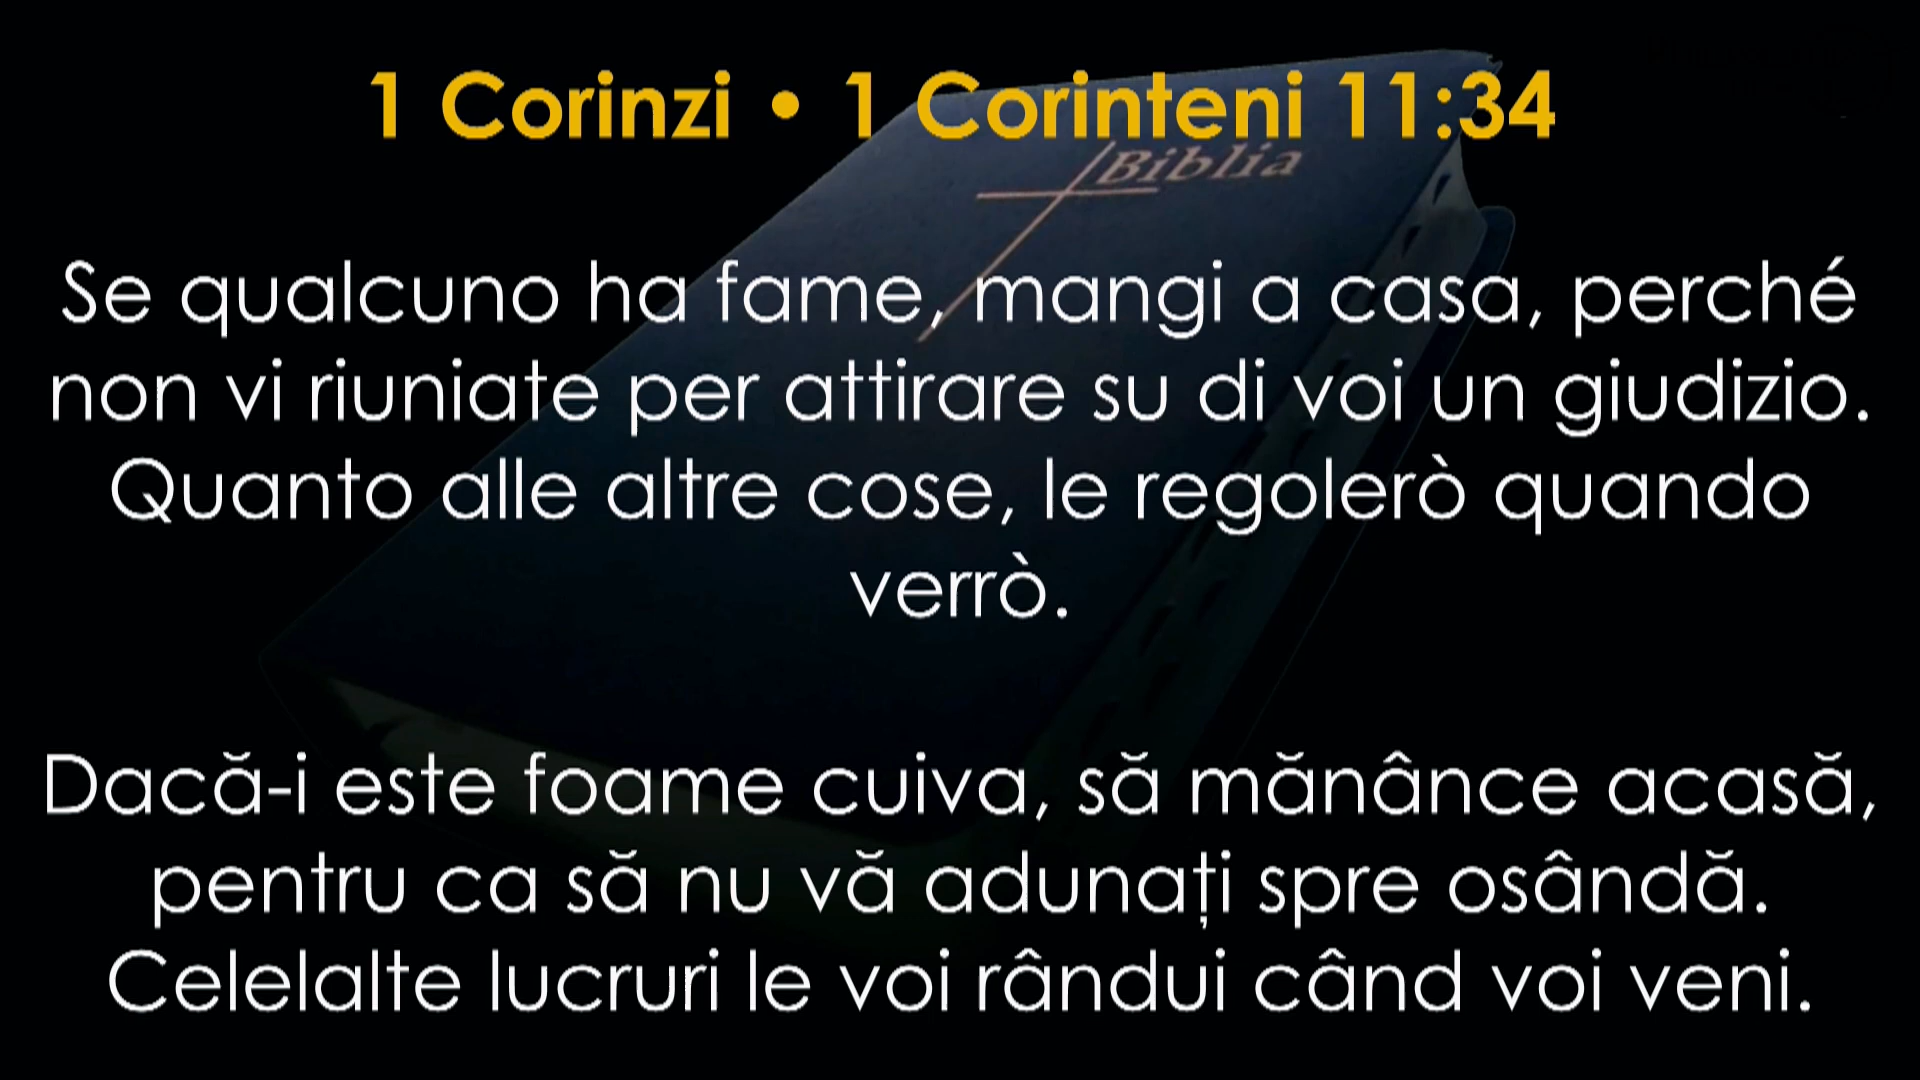 1 Corinzi • 1 Corinteni 11:34
Biblia
Se qualcuno ha fame, mangi a casa, perché
non vi riuniate per attirare su di voi un giudizio.
Quanto alle altre cose, le regolerò quando
verrò.
Dacă-i este foame cuiva, să mănânce acasă,
pentru ca să nu vă adunați spre osândă.
Celelalte lucruri le voi rândui când voi veni.